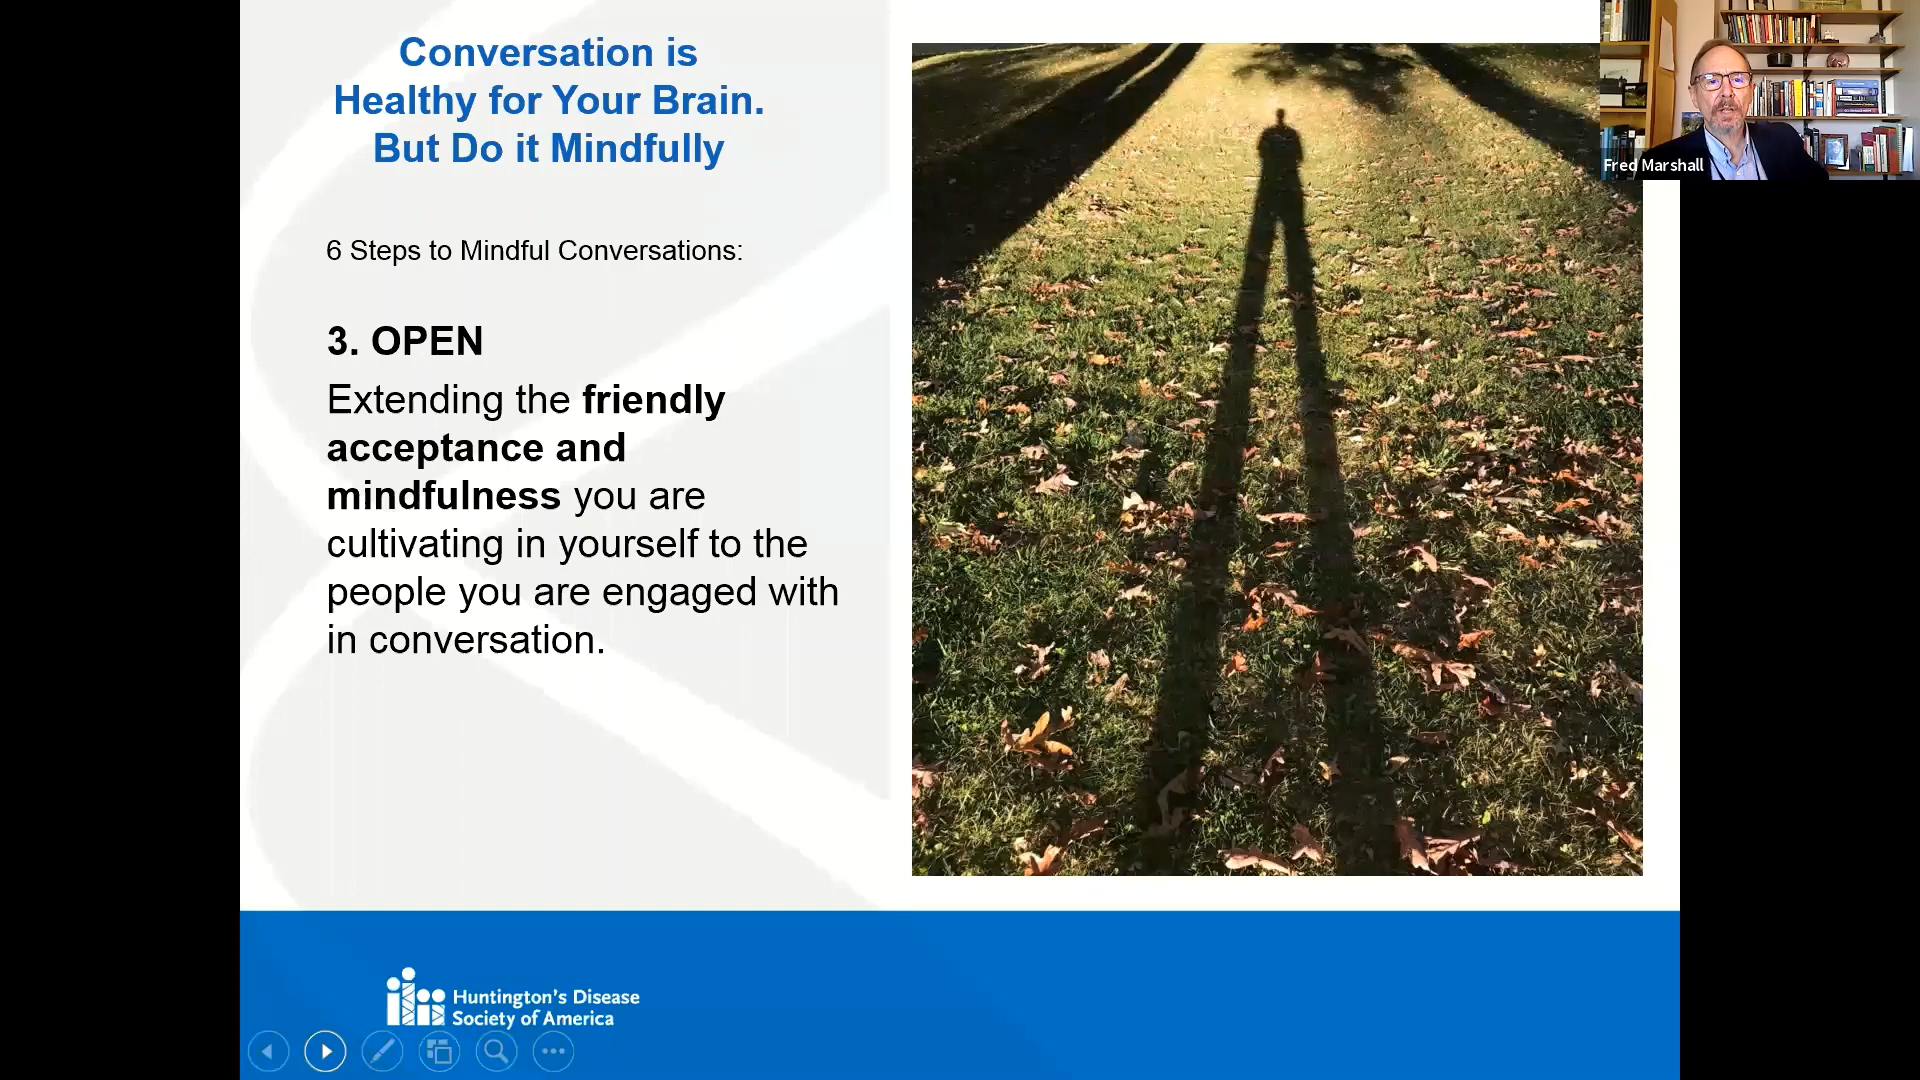 Conversation is
Healthy for Your Brain.
But Do it Mindfully
6 Steps to Mindful Conversations:
3. OPEN
Extending the friendly
acceptance and
mindfulness you are
cultivating in yourself to the
people you are engaged with
in conversation.
Fred Marshall
Huntington's Disease
Society of America